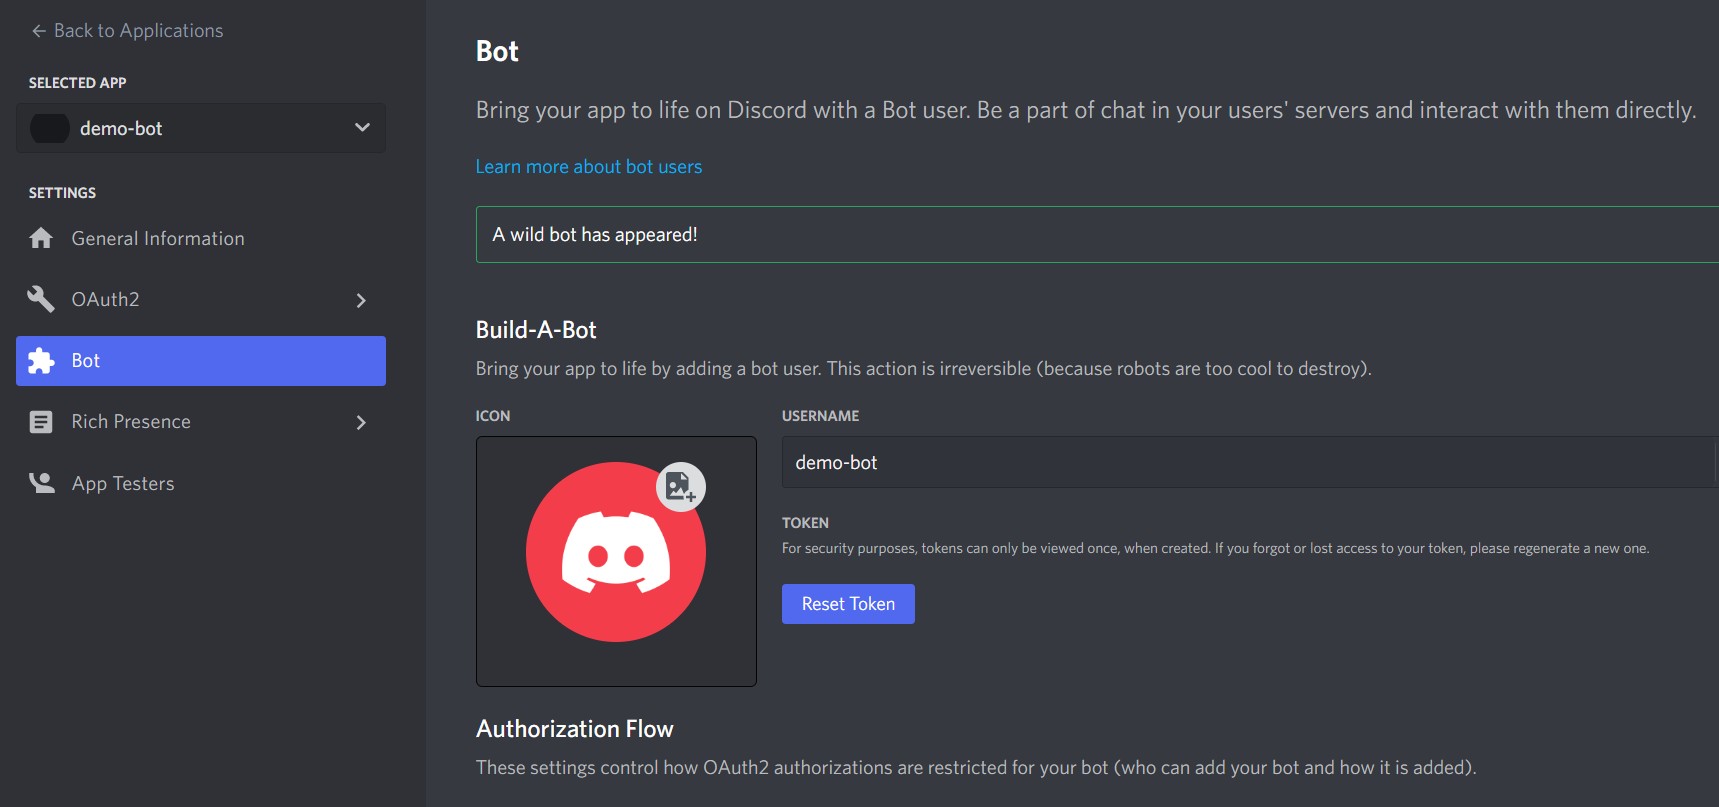 Back to Applications
SELECTED APP
demo-bot
SETTINGS
General Information
OAuth2
Bot
Rich Presence
App Testers
Bot
Bring your app to life on Discord with a Bot user. Be a part of chat in your users' servers and interact with them directly.
Learn more about bot users
A wild bot has appeared!
Build-A-Bot
Bring your app to life by adding a bot user. This action is irreversible (because robots are too cool to destroy).
ICON
USERNAME
demo-bot
TOKEN
For security purposes, tokens can only be viewed once, when created. If you forgot or lost access to your token, please regenerate a new one.
Reset Token
Authorization Flow
These settings control how OAuth2 authorizations are restricted for your bot (who can add your bot and how it is added).